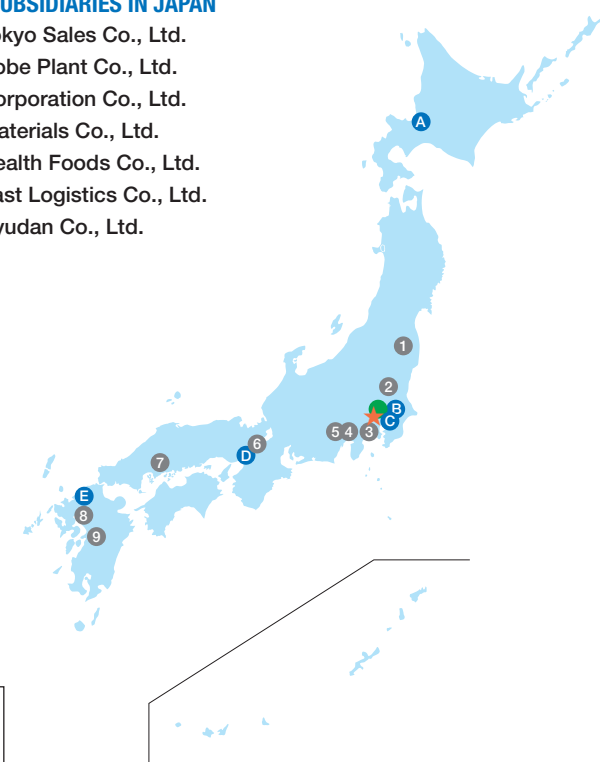 UBSIDIARIES IN JAPAN
okyo Sales Co., Ltd.
obe Plant Co., Ltd.
orporation Co., Ltd.
aterials Co., Ltd.
ealth Foods Co., Ltd.
ast Logistics Co., Ltd.
yudan Co., Ltd.
A
1
2
B
C
5 4 3
6
D
7
E
8
9